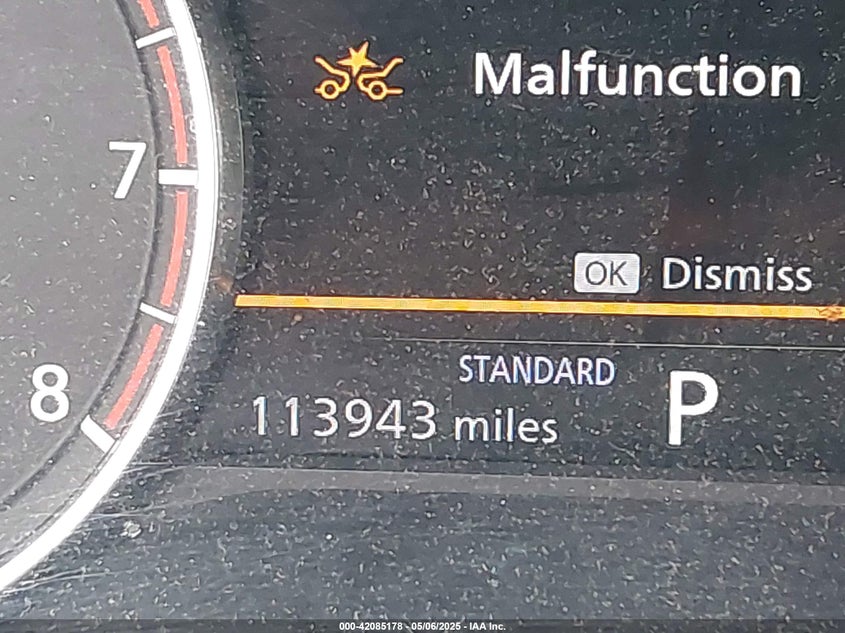 Malfunction
7
OK Dismiss
STANDARD
8
P
113943 miles
000-42085178 - 05/06/2025 - IAA Inc.